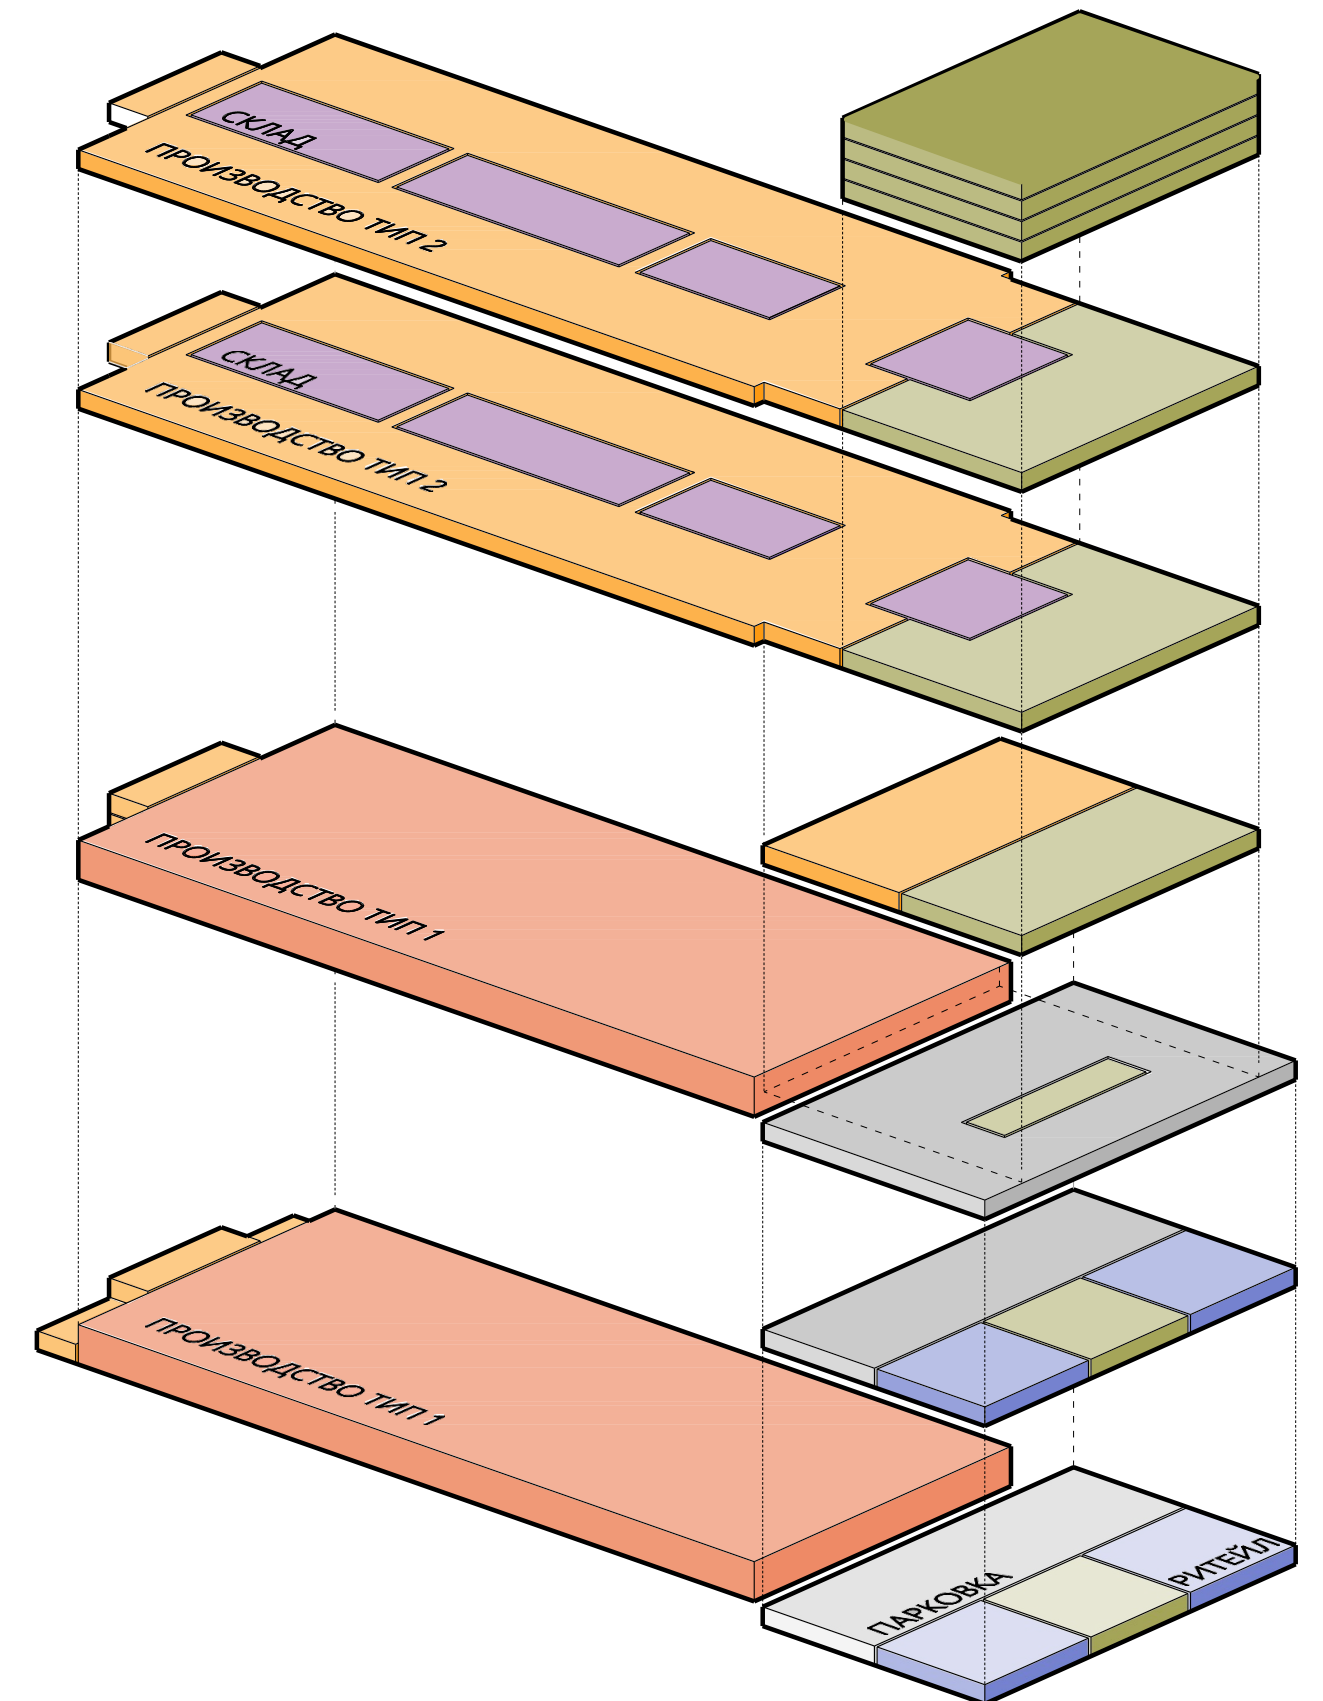 СКЛАД
ПРОИЗВОДСТВО ТИП 2
СКЛАД
ПРОИЗВОДСТВО ТИП 2
ПРОИЗВОДСТВО ТИП 1
ПРОИЗВОДСТВО ТИП 1
ПАРКОВКА
РИТЕЙЛ